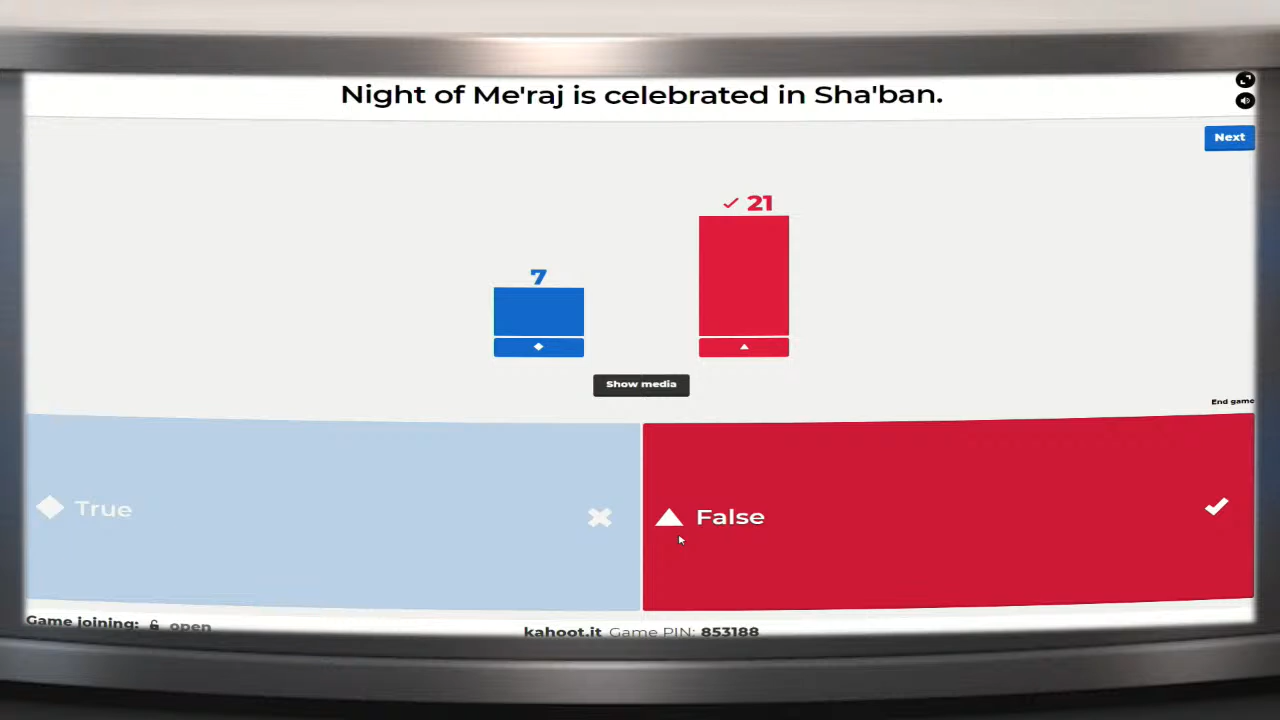 Night of Me'raj is celebrated in Sha'ban.
Next
7
21
Show media
End game
True
False
Game joining: open
kahoot.it Game PIN: 853188